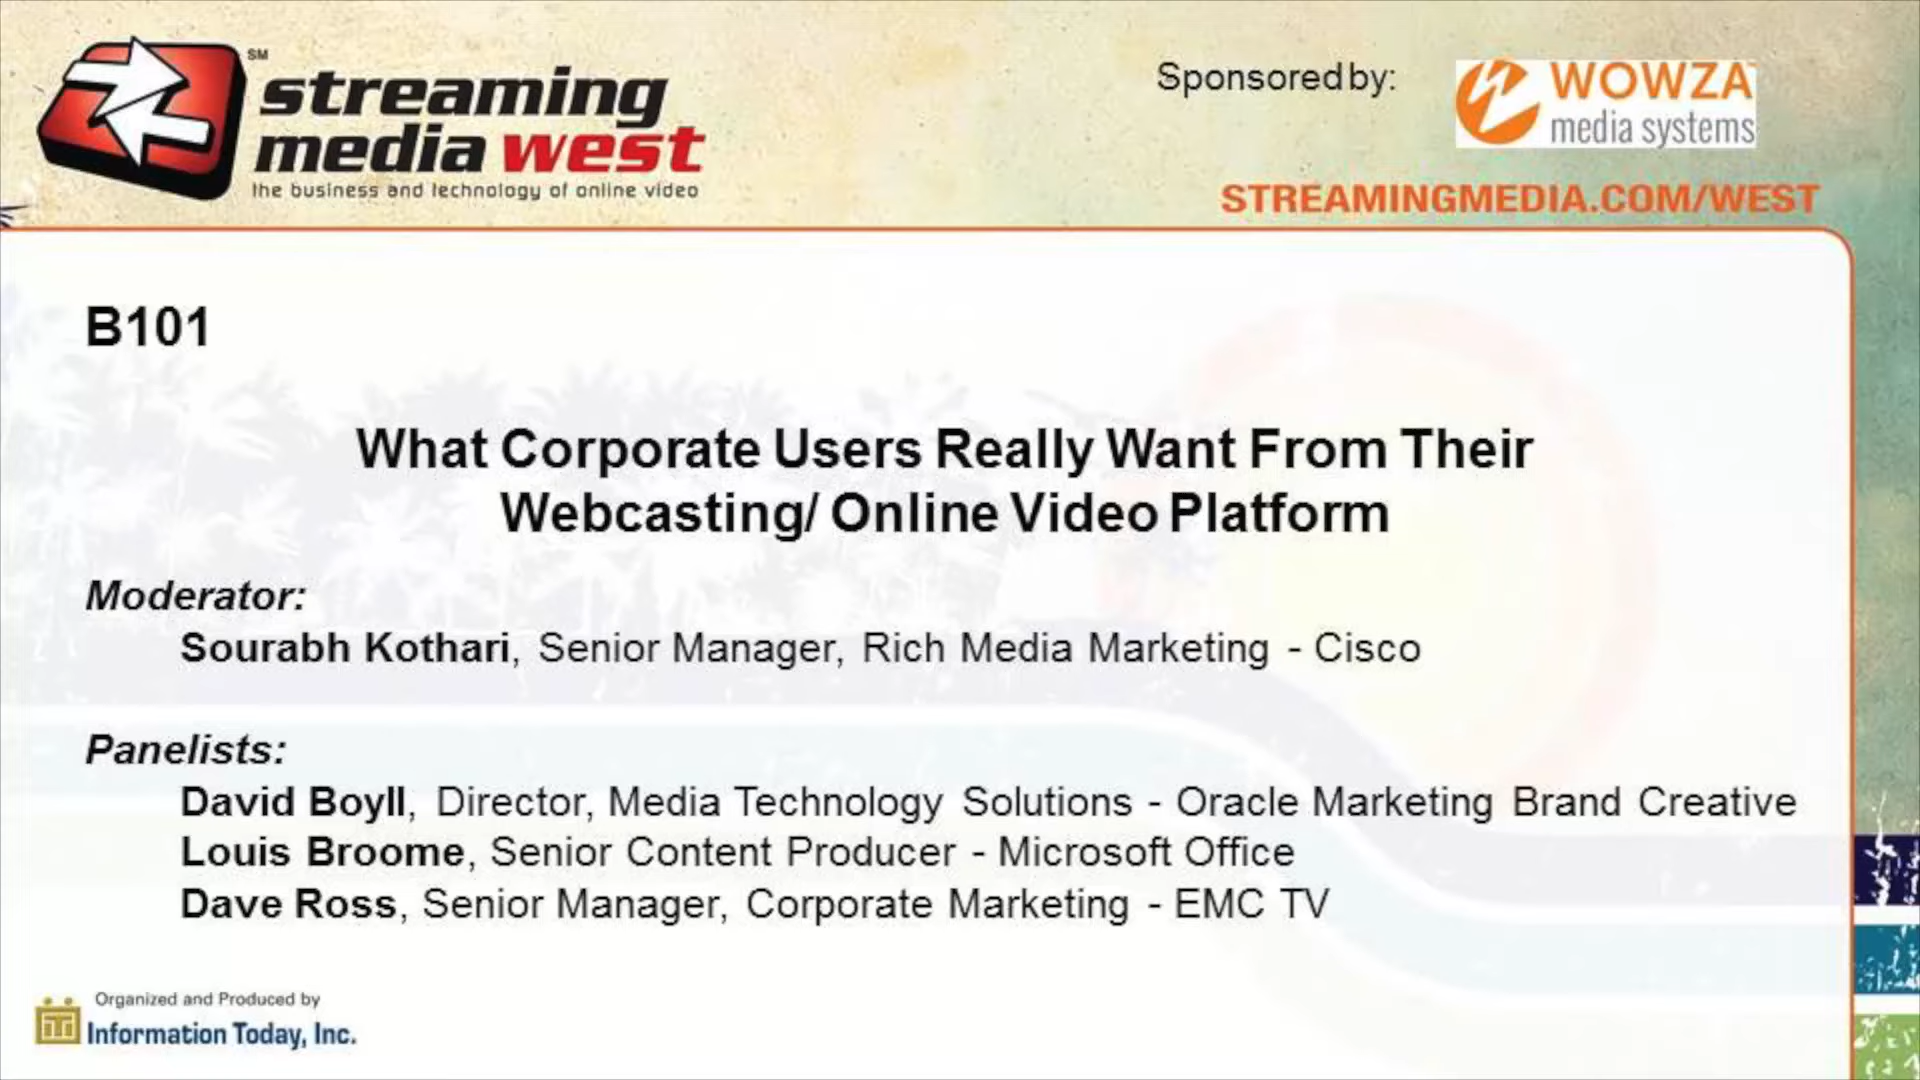 SM
streaming
media west
the business and technology of online video
Sponsored by:
WOWZA
media systems
STREAMINGMEDIA.COM/WEST
B101
What Corporate Users Really Want From Their
Webcasting/ Online Video Platform
Moderator:
Sourabh Kothari, Senior Manager, Rich Media Marketing - Cisco
Panelists:
David Boyll, Director, Media Technology Solutions - Oracle Marketing Brand Creative
Louis Broome, Senior Content Producer - Microsoft Office
Dave Ross, Senior Manager, Corporate Marketing - EMC TV
Organized and Produced by
Information Today, Inc.